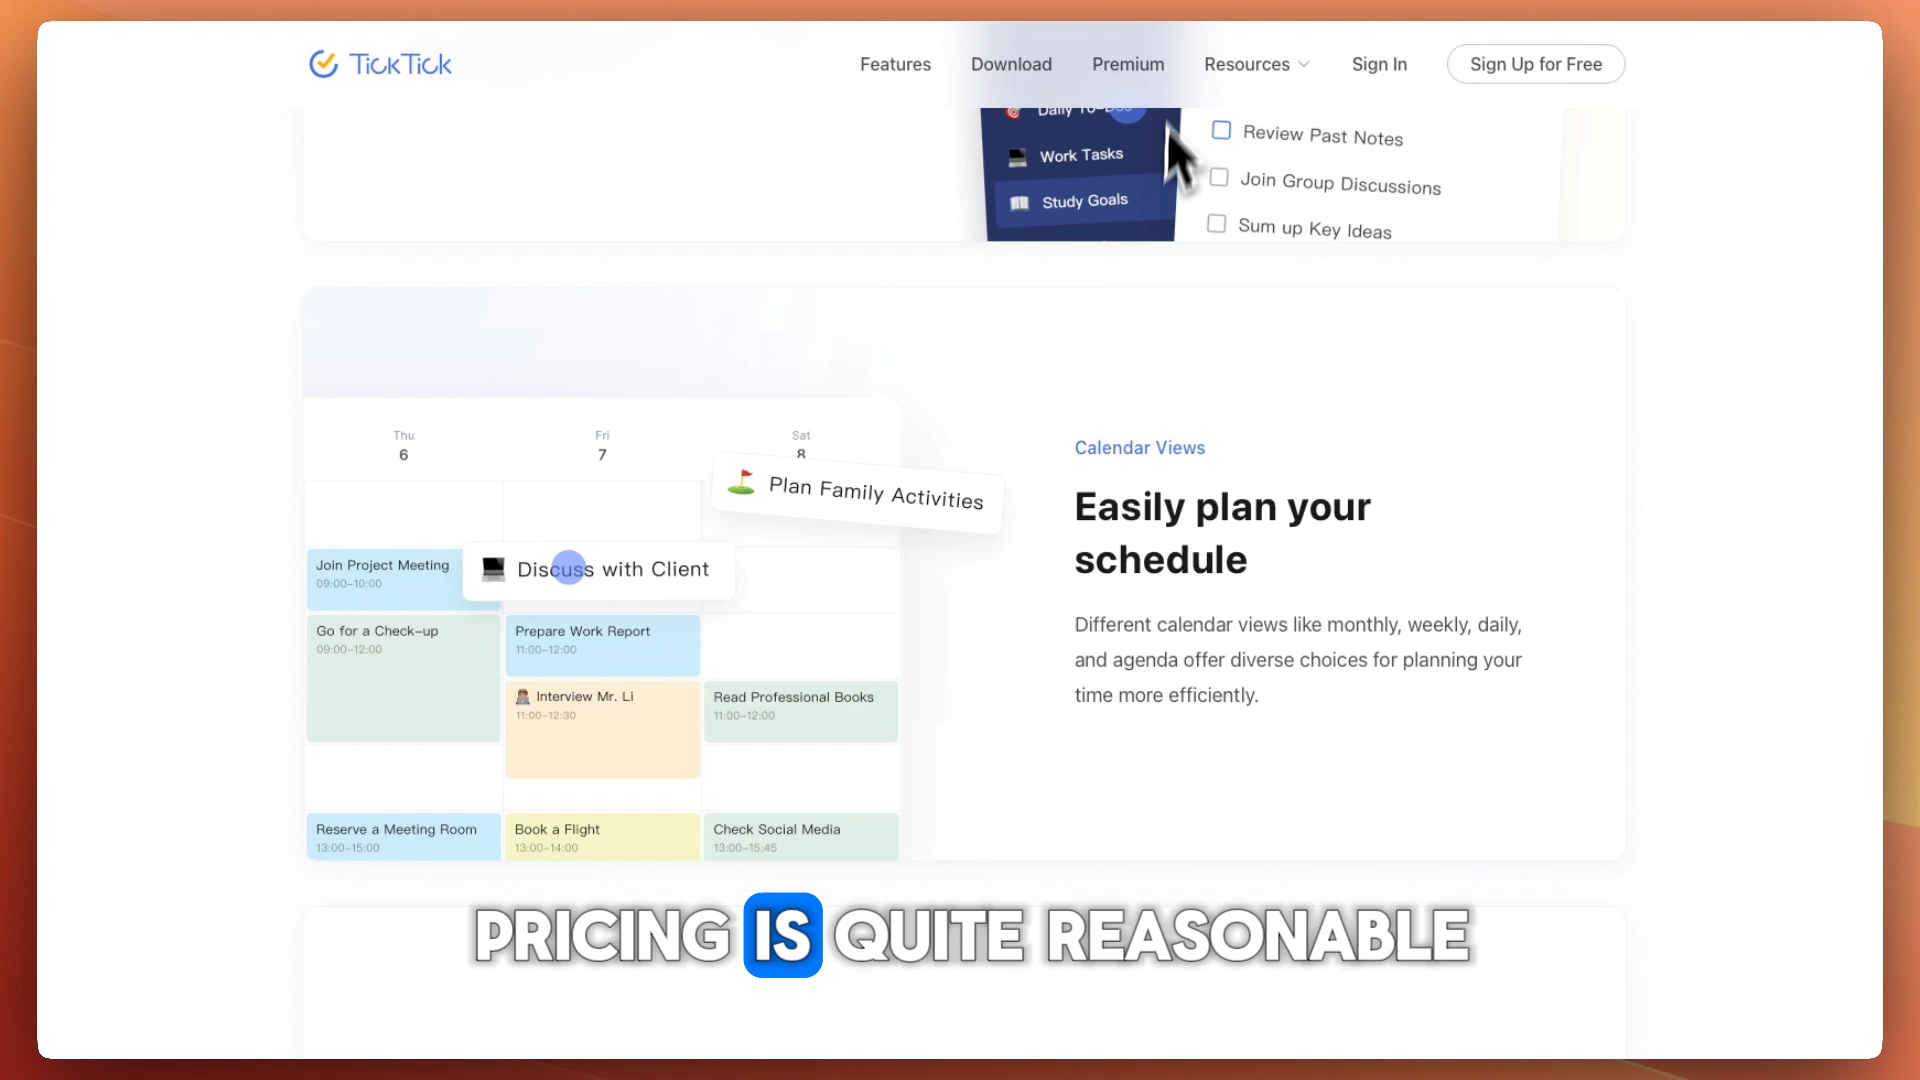 TickTick
Features
Download
Premium
Resources
Sign In
Sign Up for Free
Daily To-Dos
Work Tasks
Study Goals
Review Past Notes
Join Group Discussions
Sum up Key Ideas
Thu
6
Fri
7
Sat
8
Plan Family Activities
Discuss with Client
Join Project Meeting
09:00–10:00
Go for a Check-up
09:00–12:00
Prepare Work Report
11:00–12:00
Interview Mr. Li
11:00–12:30
Read Professional Books
11:00–12:00
Reserve a Meeting Room
13:00–15:00
Book a Flight
13:00–14:00
Check Social Media
13:00–15:45
Calendar Views
Easily plan your
schedule
Different calendar views like monthly, weekly, daily,
and agenda offer diverse choices for planning your
time more efficiently.
PRICING IS QUITE REASONABLE